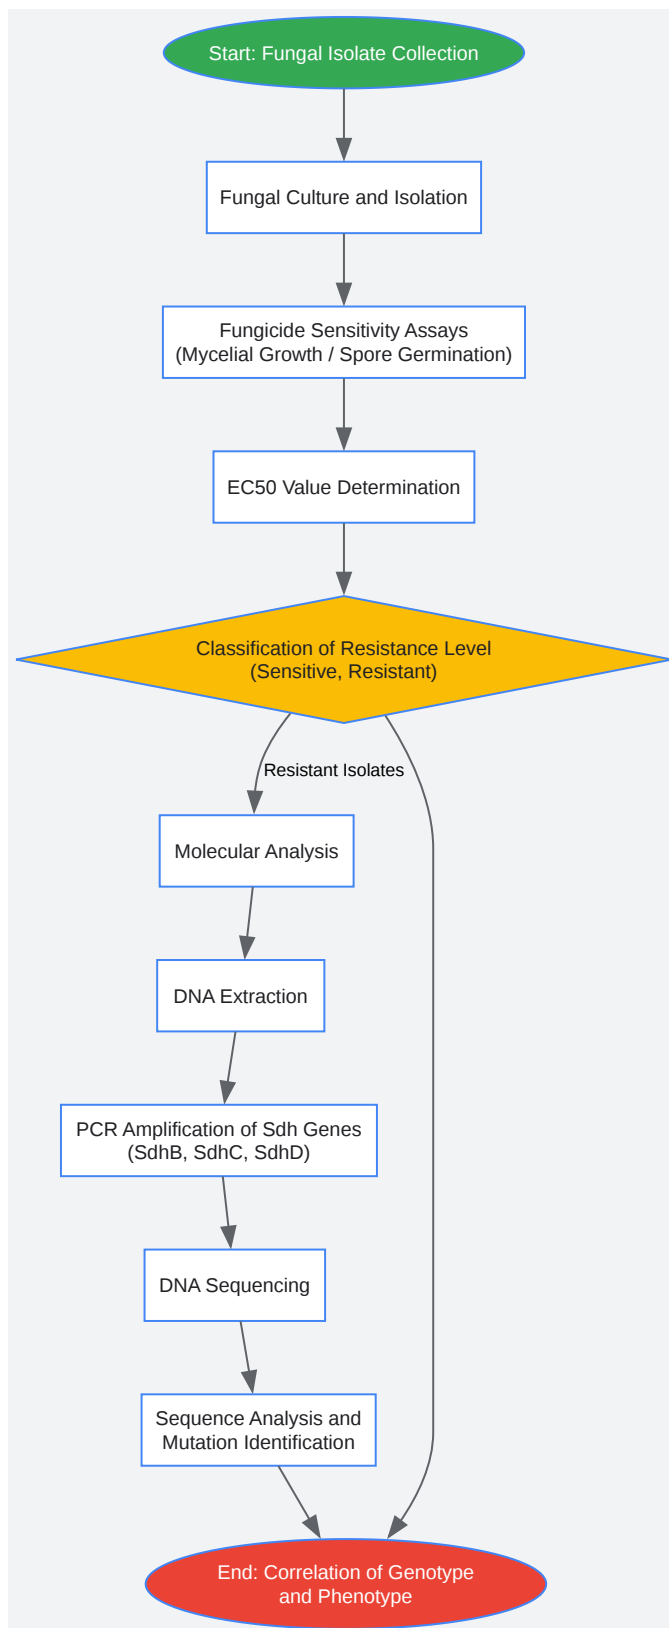 Start: Fungal Isolate Collection
Fungal Culture and Isolation
Fungicide Sensitivity Assays
(Mycelial Growth / Spore Germination)
EC50 Value Determination
Classification of Resistance Level
(Sensitive, Resistant)
Resistant Isolates
Molecular Analysis
DNA Extraction
PCR Amplification of Sdh Genes
(SdhB, SdhC, SdhD)
DNA Sequencing
Sequence Analysis and
Mutation Identification
End: Correlation of Genotype
and Phenotype